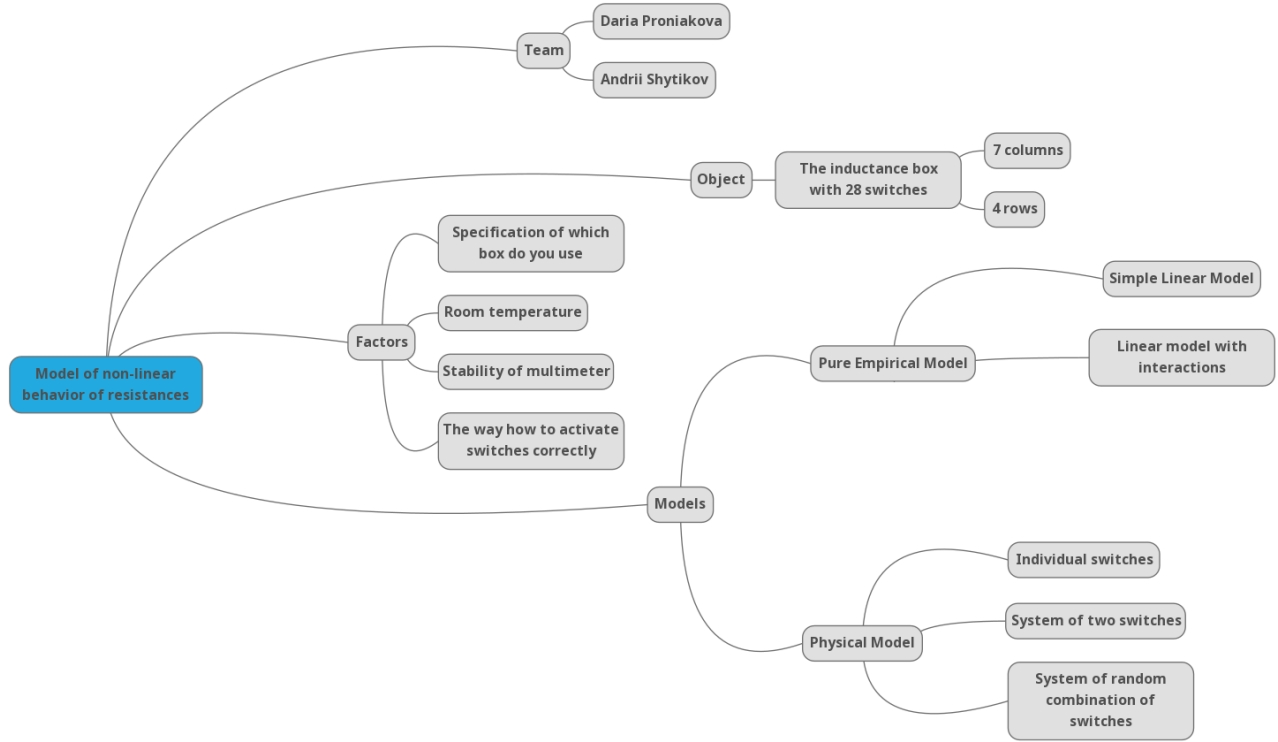 Daria Proniakova
Team
Andrii Shytikov
7 columns
The inductance box
with 28 switches
Object
4 rows
Specification of which
box do you use
Room temperature
Factors
Stability of multimeter
The way how to activate
switches correctly
Model of non-linear
behavior of resistances
Simple Linear Model
Pure Empirical Model
Linear model with
interactions
Models
Individual switches
System of two switches
Physical Model
System of random
combination of
switches